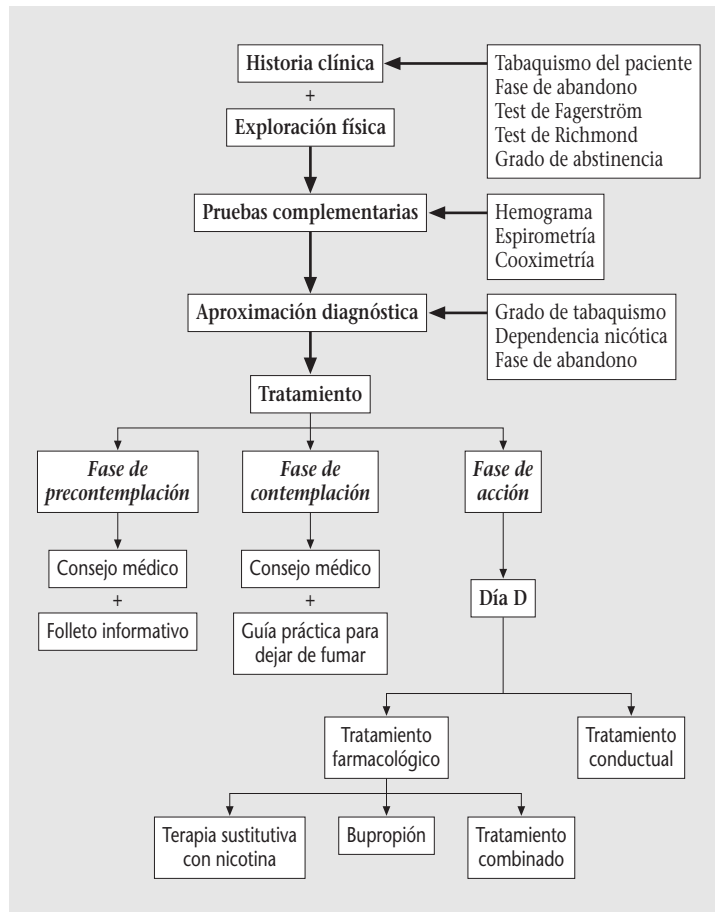 Historia clínica
+
Exploración física
Tabaquismo del paciente
Fase de abandono
Test de Fagerström
Test de Richmond
Grado de abstinencia
Pruebas complementarias
Hemograma
Espirometría
Cooximetría
Aproximación diagnóstica
Grado de tabaquismo
Dependencia nicótica
Fase de abandono
Tratamiento
Fase de
precontemplación
Fase de
contemplación
Fase de
acción
Consejo médico
+
Folleto informativo
Consejo médico
+
Guía práctica para
dejar de fumar
Día D
Tratamiento
farmacológico
Tratamiento
conductual
Terapia sustitutiva
con nicotina
Bupropión
Tratamiento
combinado